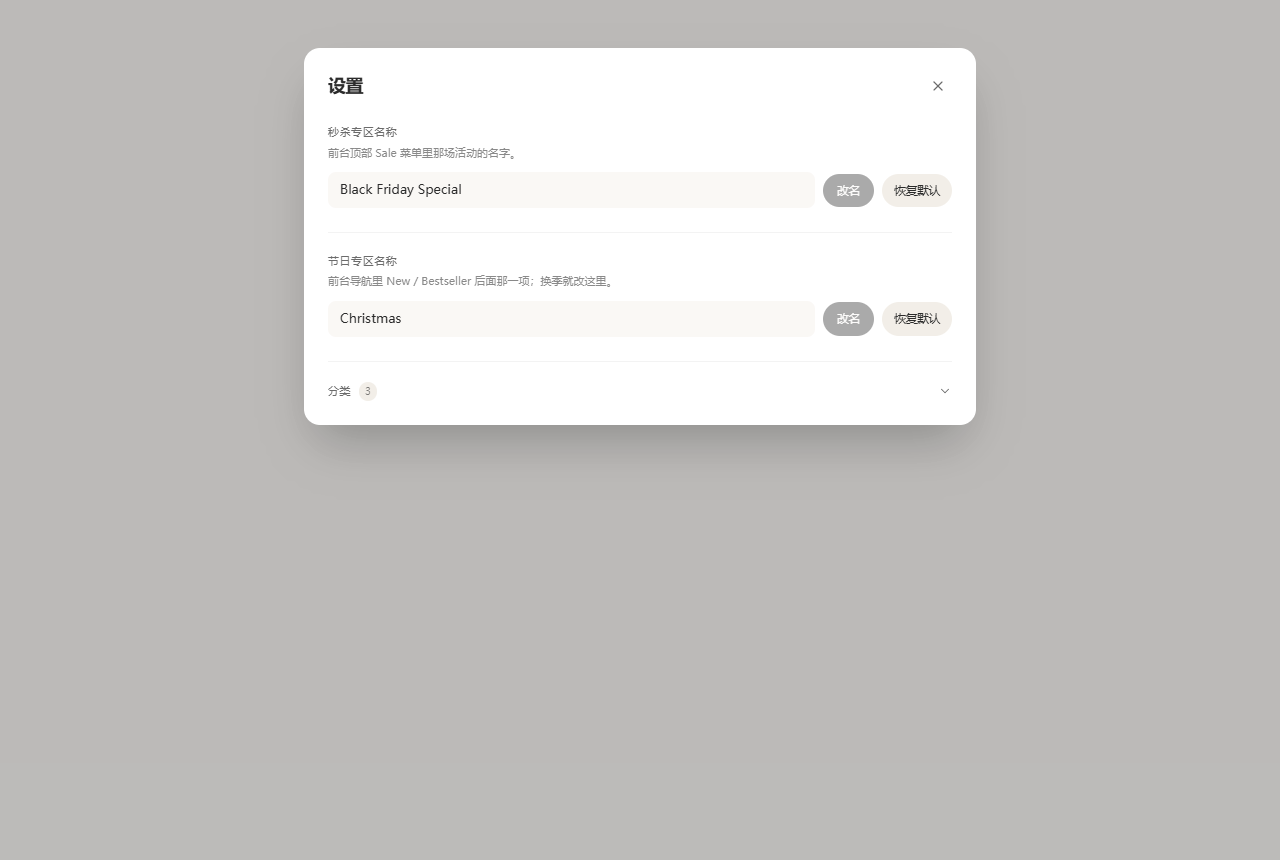 设置
秒杀专区名称
前台顶部 Sale 菜单里那场活动的名字。
Black Friday Special 改名 恢复默认
节日专区名称
前台导航里 New / Bestseller 后面那一项；换季就改这里。
Christmas 改名 恢复默认
分类 3